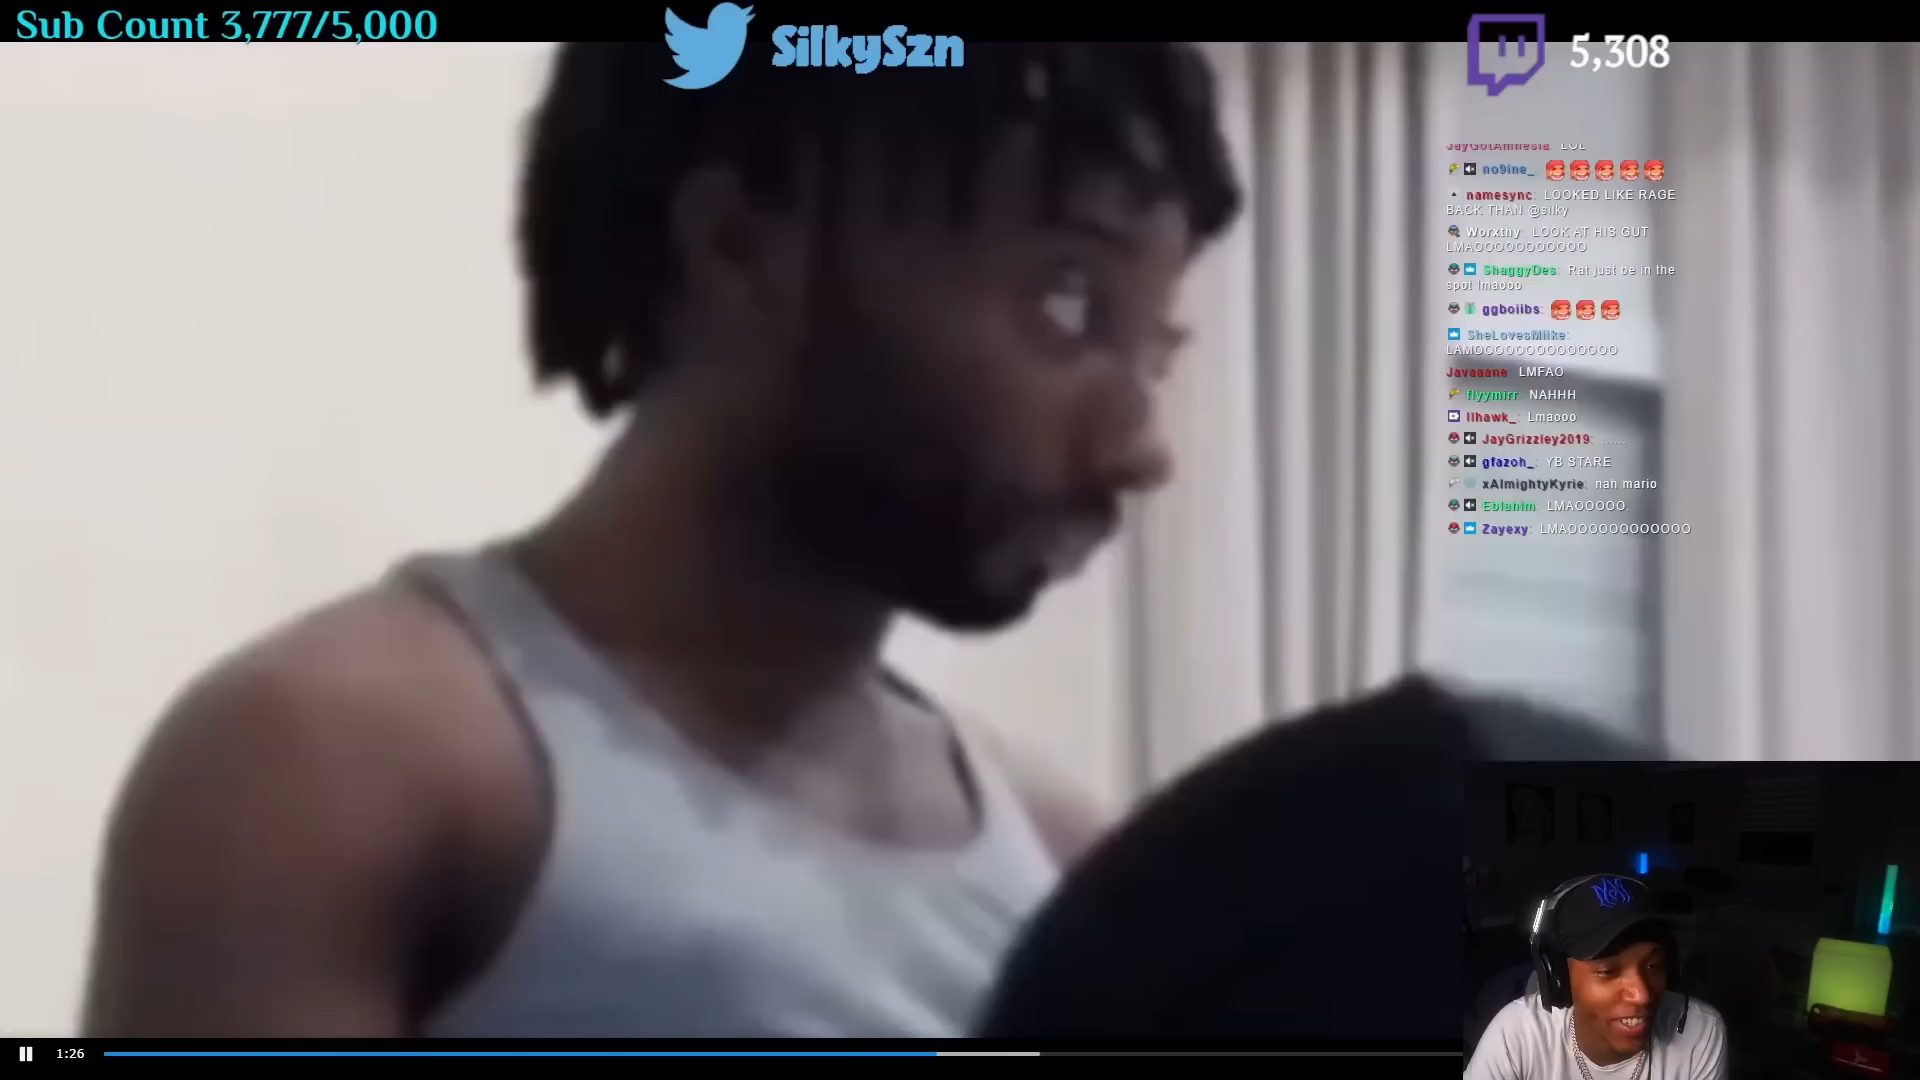 Sub Count 3,777/5,000
SilkySzn
5,308
JayGotAmnesia: LOL
no9ine_:
namesync: LOOKED LIKE RAGE
BACK THAN @silky
Worxthy: LOOK AT HIS GUT
LMAOOOOOOOOOOO
ShaggyDes: Rat just be in the
spot lmaooo
ggboiibs:
SheLovesMiike:
LAMOOOOOOOOOOOOOO
Javaaane: LMFAO
flyymirr: NAHHH
llhawk_: Lmaooo
JayGrizzley2019: ......
gfazoh_: YB STARE
xAlmightyKyrie: nah mario
Eblahim: LMAOOOOO.
Zayexy: LMAOOOOOOOOOOOO
1:26